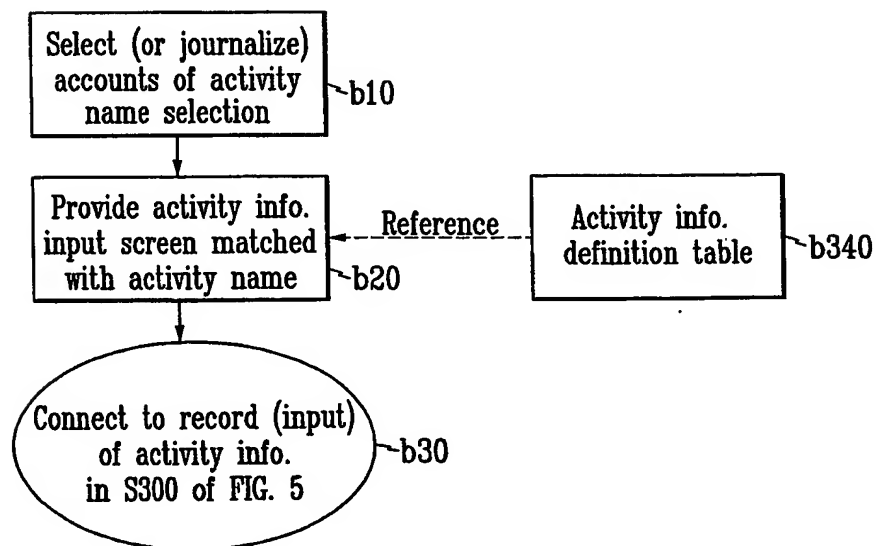 Select (or journalize)
accounts of activity
name selection
b10
Provide activity info.
input screen matched
with activity name
b20
Reference
Activity info.
definition table
b340
Connect to record (input)
of activity info.
in S300 of FIG. 5
b30